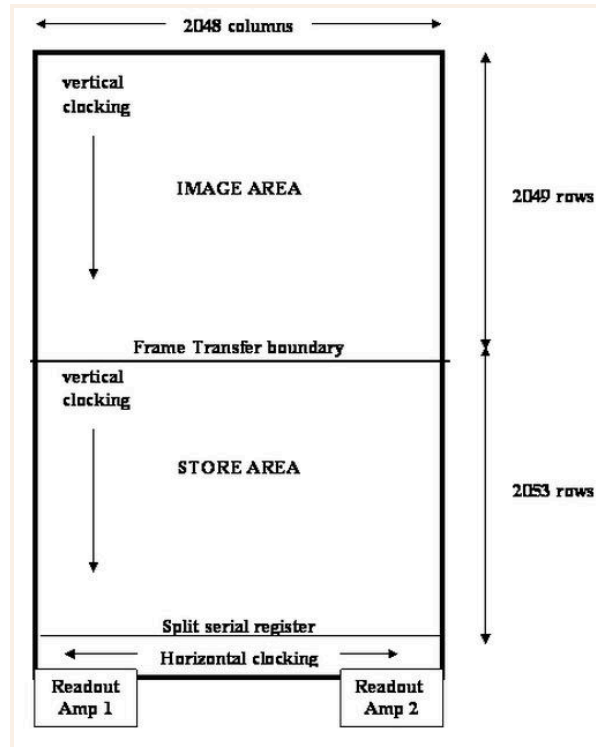 2048 columns
vertical
clocking
IMAGE AREA
2049 rows
Frame Transfer boundary
vertical
clocking
STORE AREA
2053 rows
Split serial register
Horizontal clocking
Readout
Amp 1
Readout
Amp 2